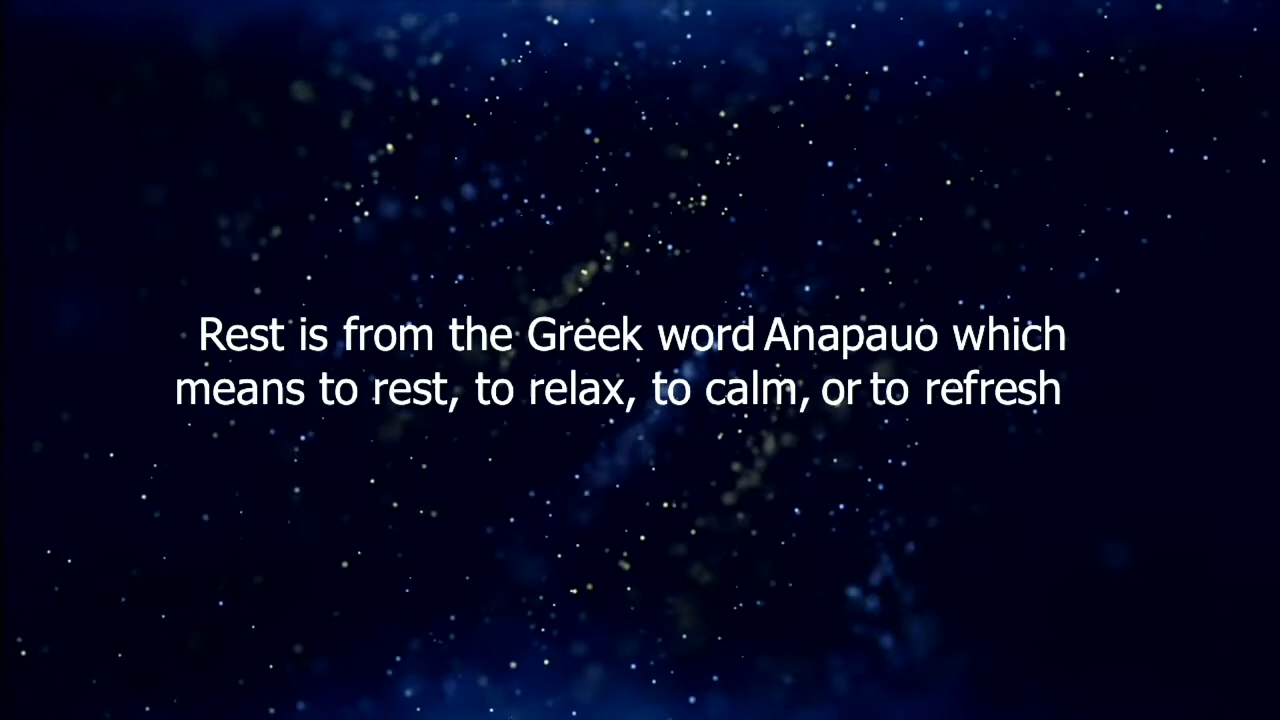 Rest is from the Greek word Anapauo which
means to rest, to relax, to calm, or to refresh